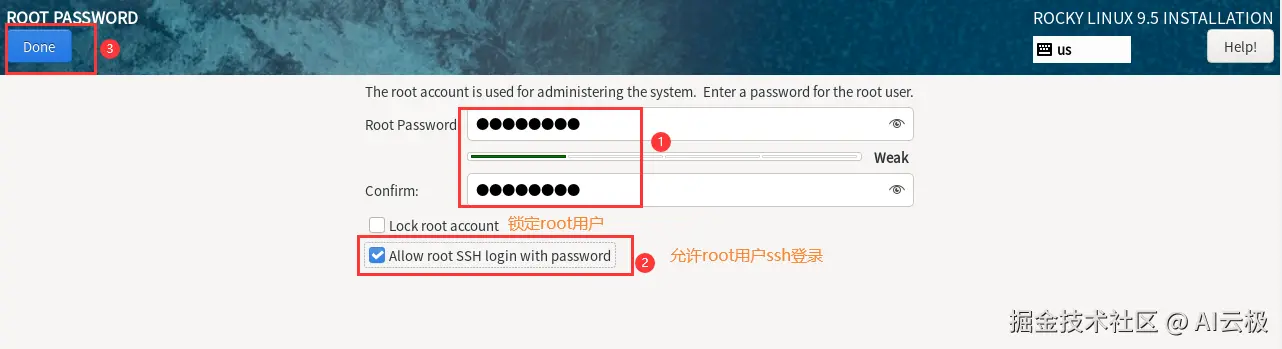 ROOT PASSWORD
ROCKY LINUX 9.5 INSTALLATION
Done
3
us
Help!
The root account is used for administering the system. Enter a password for the root user.
Root Password
●●●●●●●●
1
Weak
Confirm:
●●●●●●●●
Lock root account
锁定root用户
Allow root SSH login with password
2
允许root用户ssh登录
掘金技术社区 @ AI云极